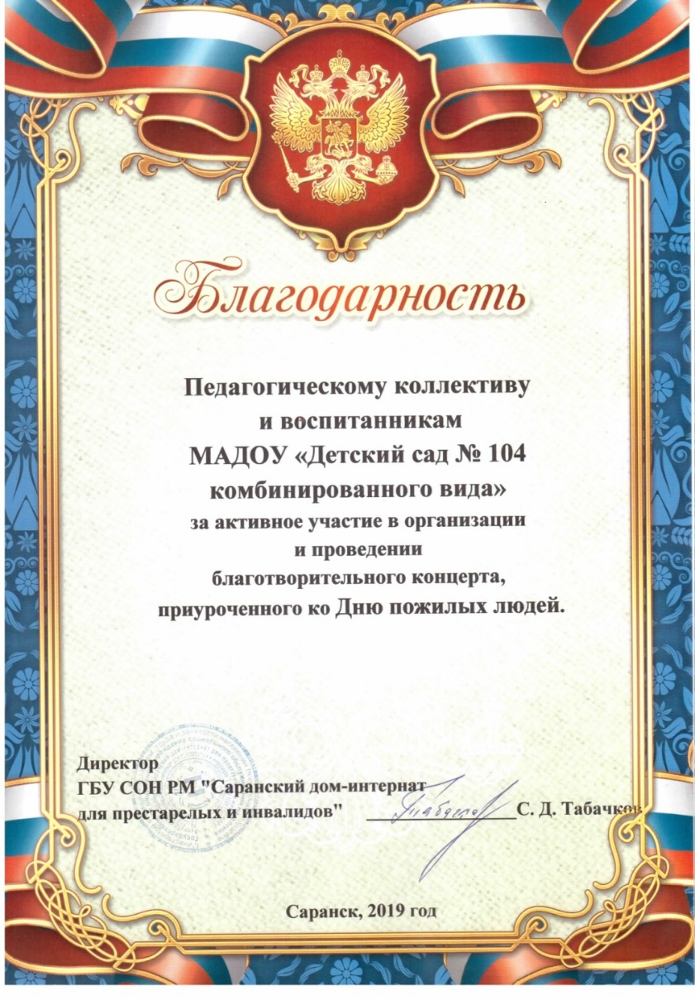 Благодарность
Педагогическому коллективу
и воспитанникам
МАДОУ «Детский сад № 104
комбинированного вида»
за активное участие в организации
и проведении
благотворительного концерта,
приуроченного ко Дню пожилых людей.
Директор
ГБУ СОН РМ "Саранский дом-интернат
для престарелых и инвалидов" С. Д. Табачков
Саранск, 2019 год